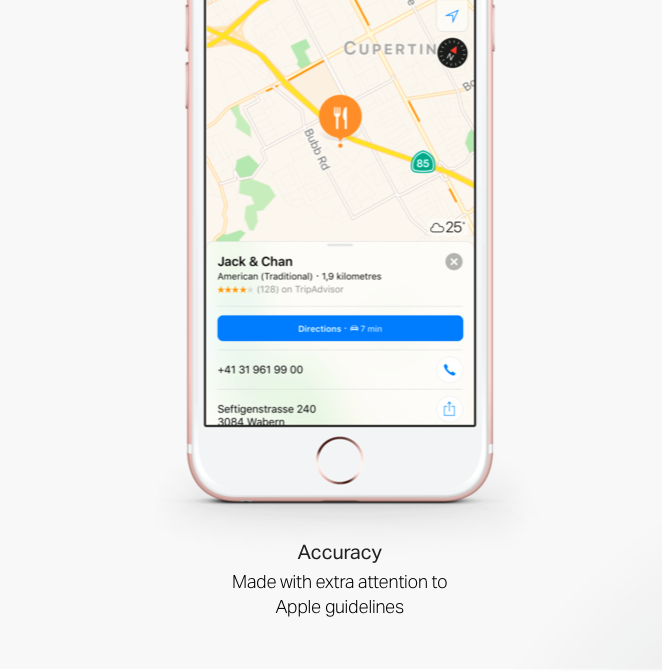 CUPERTIN
N
Bubb Rd
85
25°
Jack & Chan
American (Traditional) · 1,9 kilometres
(128) on TripAdvisor
Directions · 7 min
+41 31 961 99 00
Seftigenstrasse 240
3084 Wabern
Accuracy
Made with extra attention to
Apple guidelines